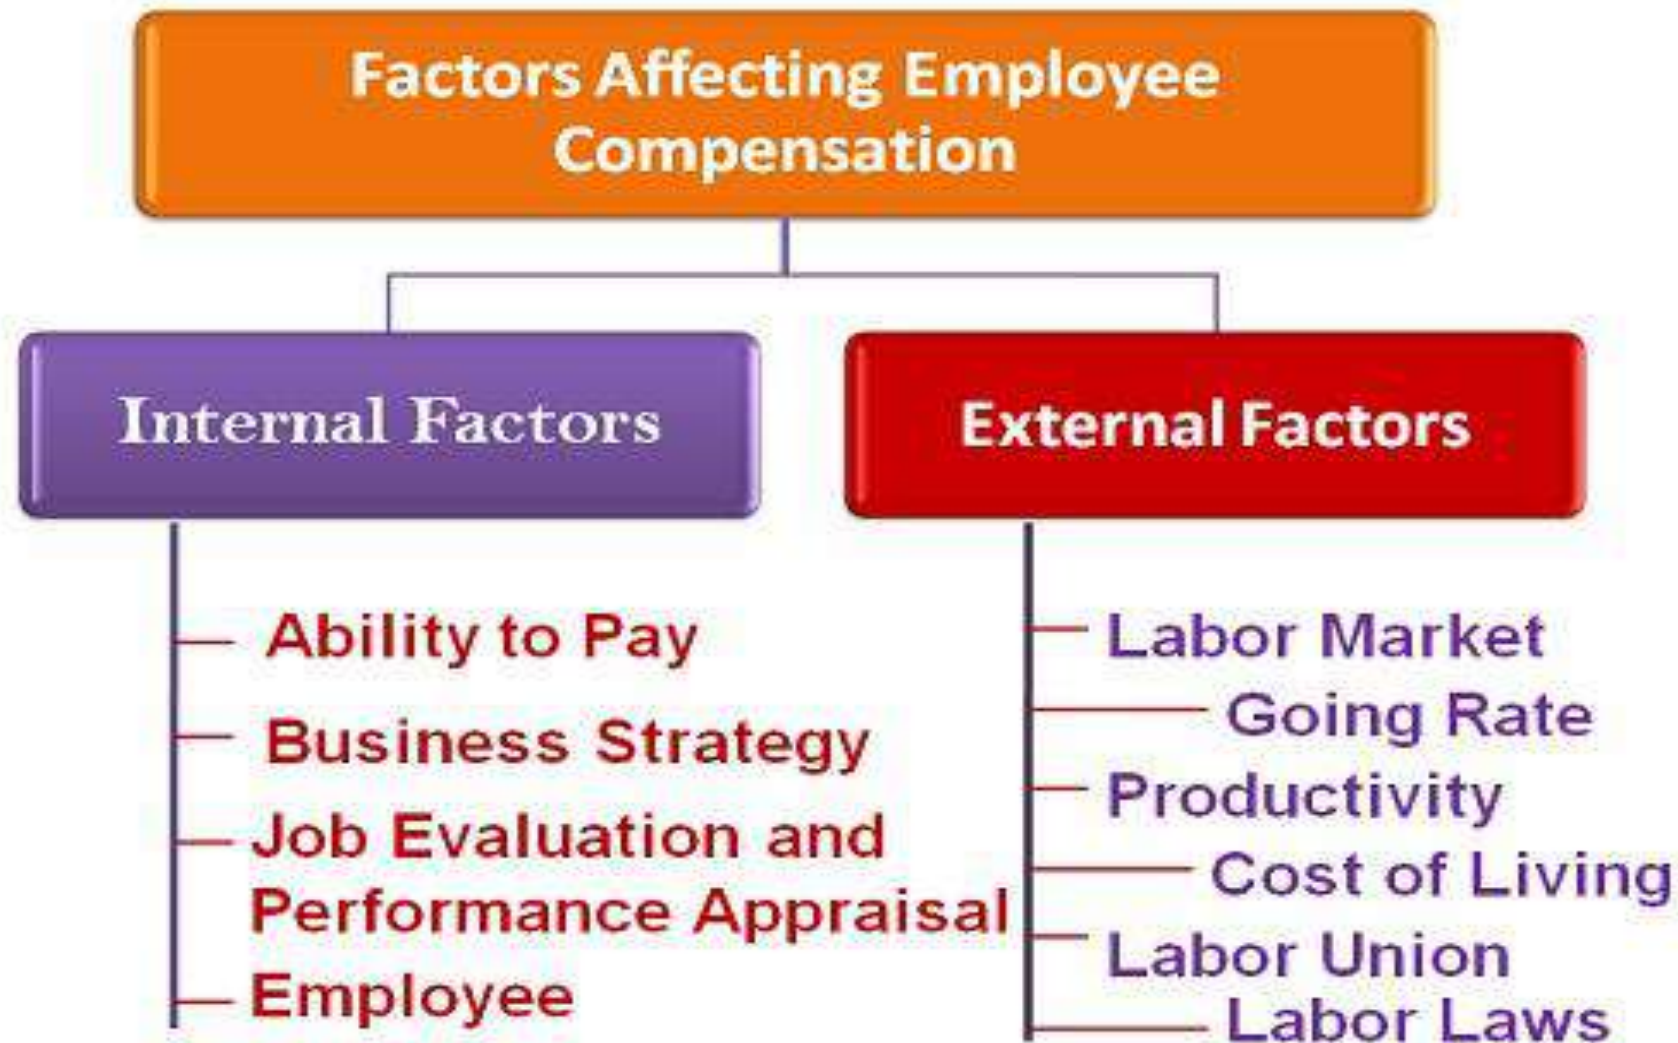 Factors Affecting Employee
Compensation
Internal Factors
Ability to Pay
Business Strategy
Job Evaluation and
Performance Appraisal
Employee
External Factors
Labor Market
Going Rate
Productivity
Cost of Living
Labor Union
Labor Laws